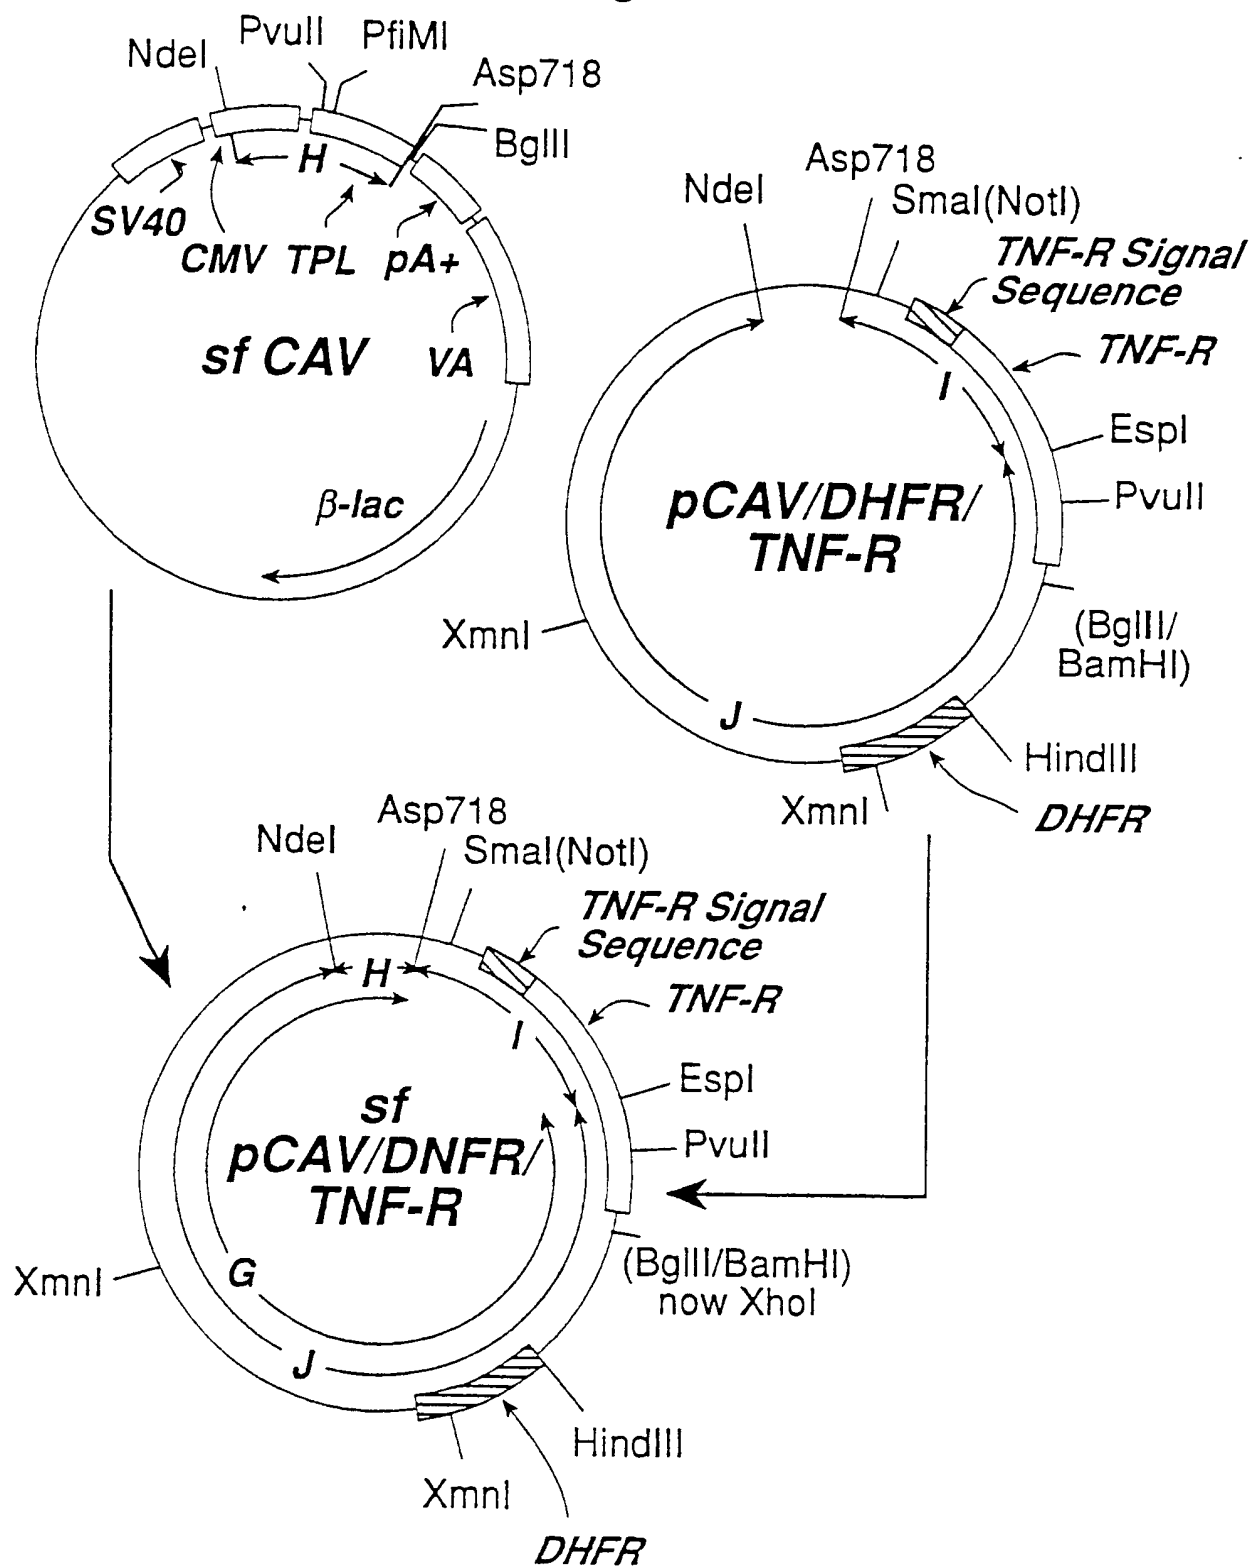 PvuII
PfiMI
NdeI
Asp718
BglII
H
SV40
CMV
TPL
pA+
sf CAV
VA
β-lac
Asp718
NdeI
SmaI(NotI)
TNF-R Signal
Sequence
TNF-R
I
EspI
PvuII
pCAV/DHFR/
TNF-R
XmnI
(BglII/
BamHI)
J
HindIII
XmnI
DHFR
Asp718
NdeI
SmaI(NotI)
TNF-R Signal
Sequence
H
TNF-R
I
EspI
sf
pCAV/DNFR/
TNF-R
PvuII
G
XmnI
(BglII/BamHI)
now XhoI
J
HindIII
XmnI
DHFR